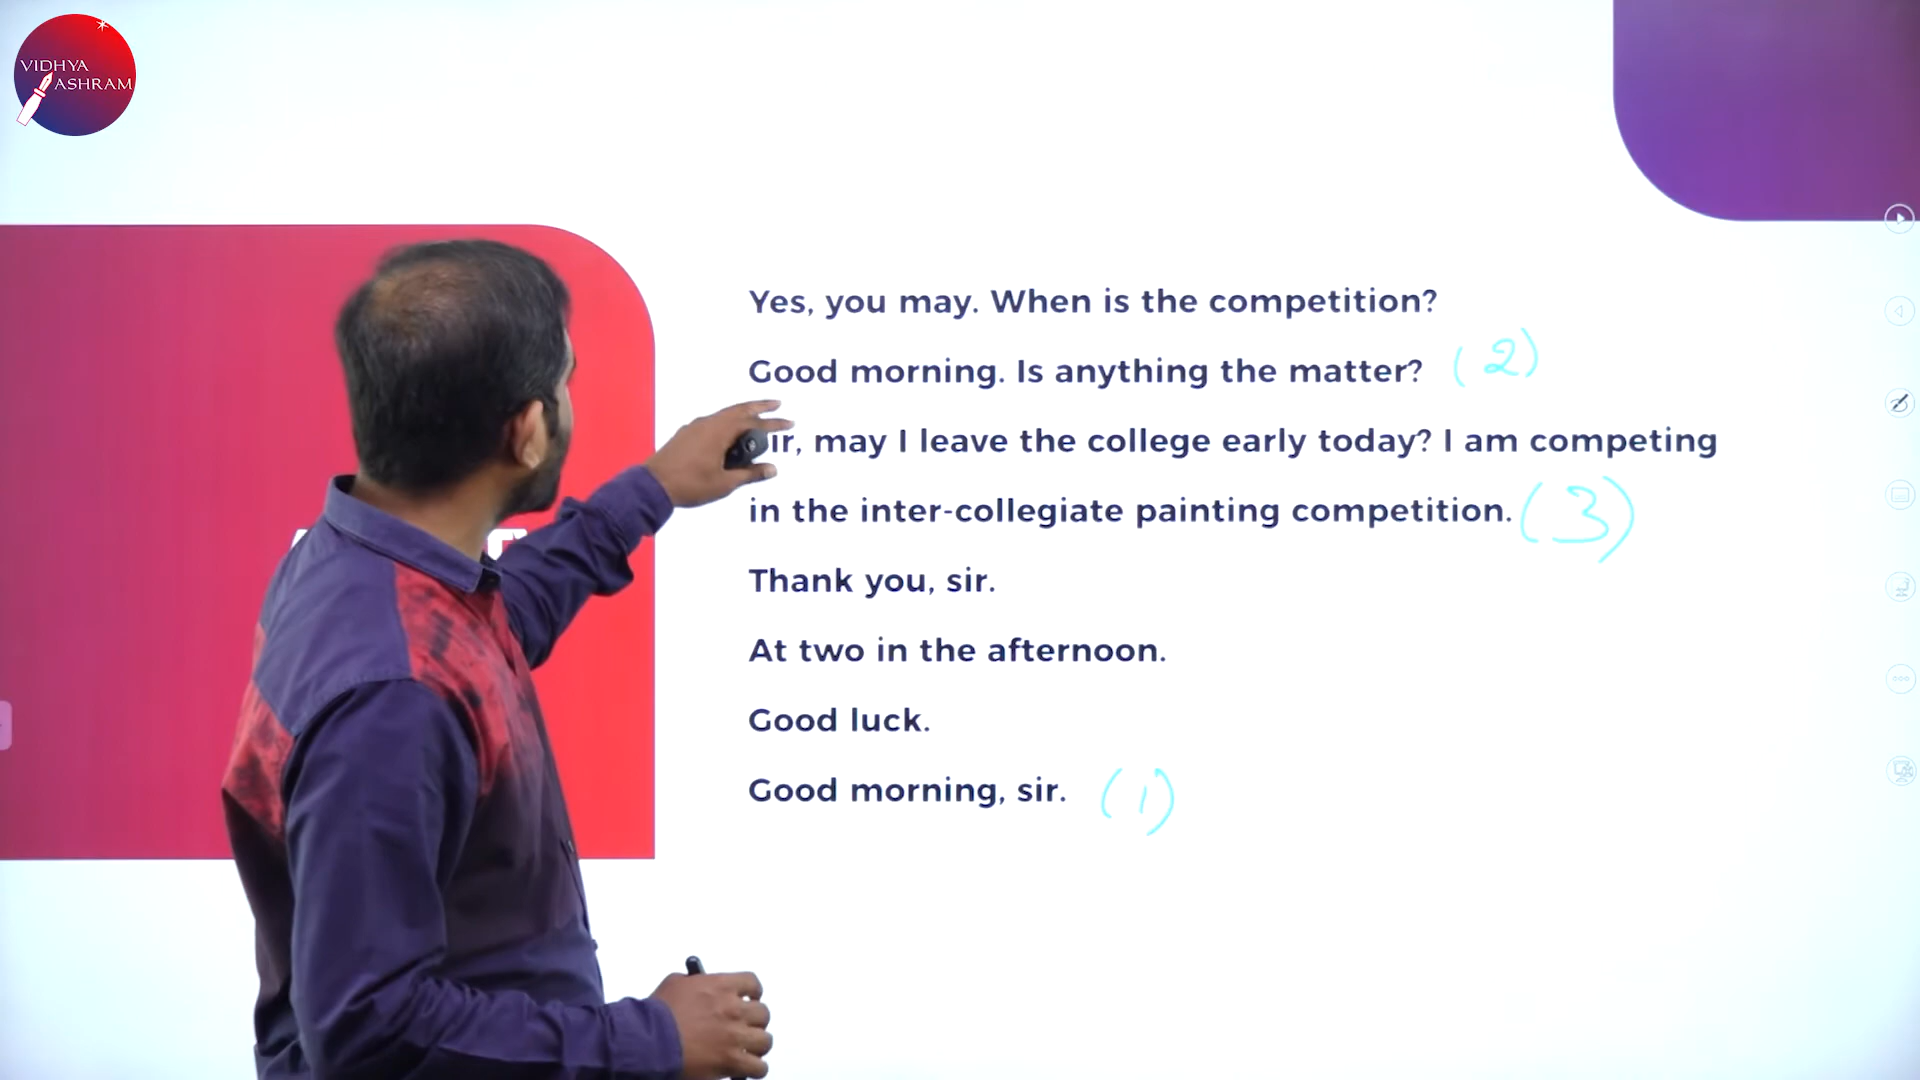 VIDHYA
ASHRAM
Yes, you may. When is the competition?
Good morning. Is anything the matter? (2)
may I leave the college early today? I am competing
in the inter-collegiate painting competition. (3)
Thank you, sir.
At two in the afternoon.
Good luck.
Good morning, sir. (1)